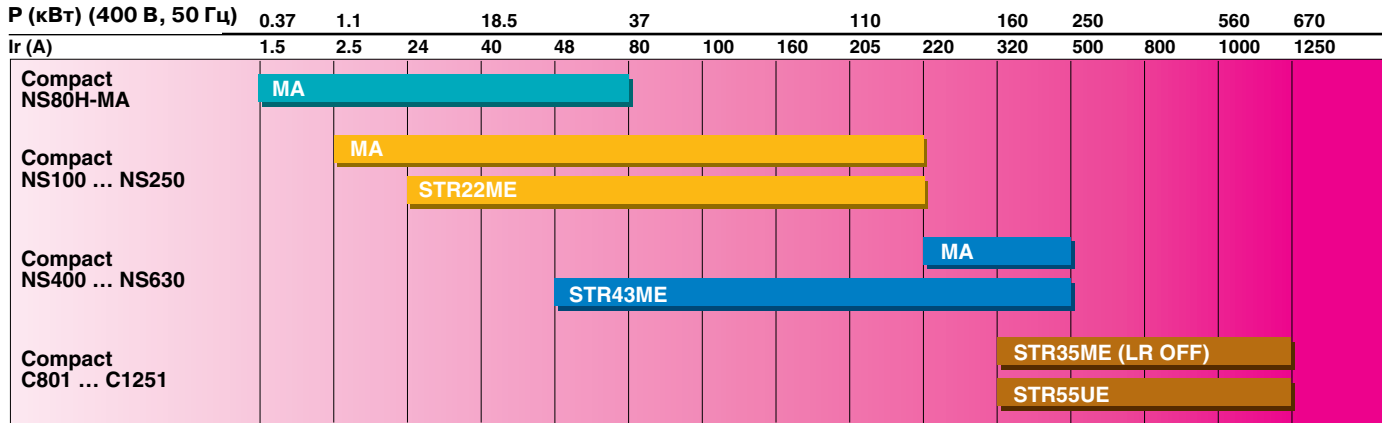 P (кВт) (400 В, 50 Гц) 0.37 1.1 18.5 37 110 160 250 560 670
Ir (A) 1.5 2.5 24 40 48 80 100 160 205 220 320 500 800 1000 1250
Compact
NS80H-MA
MA
Compact
NS100 ... NS250
MA
STR22ME
Compact
NS400 ... NS630
MA
STR43ME
Compact
C801 ... C1251
STR35ME (LR OFF)
STR55UE